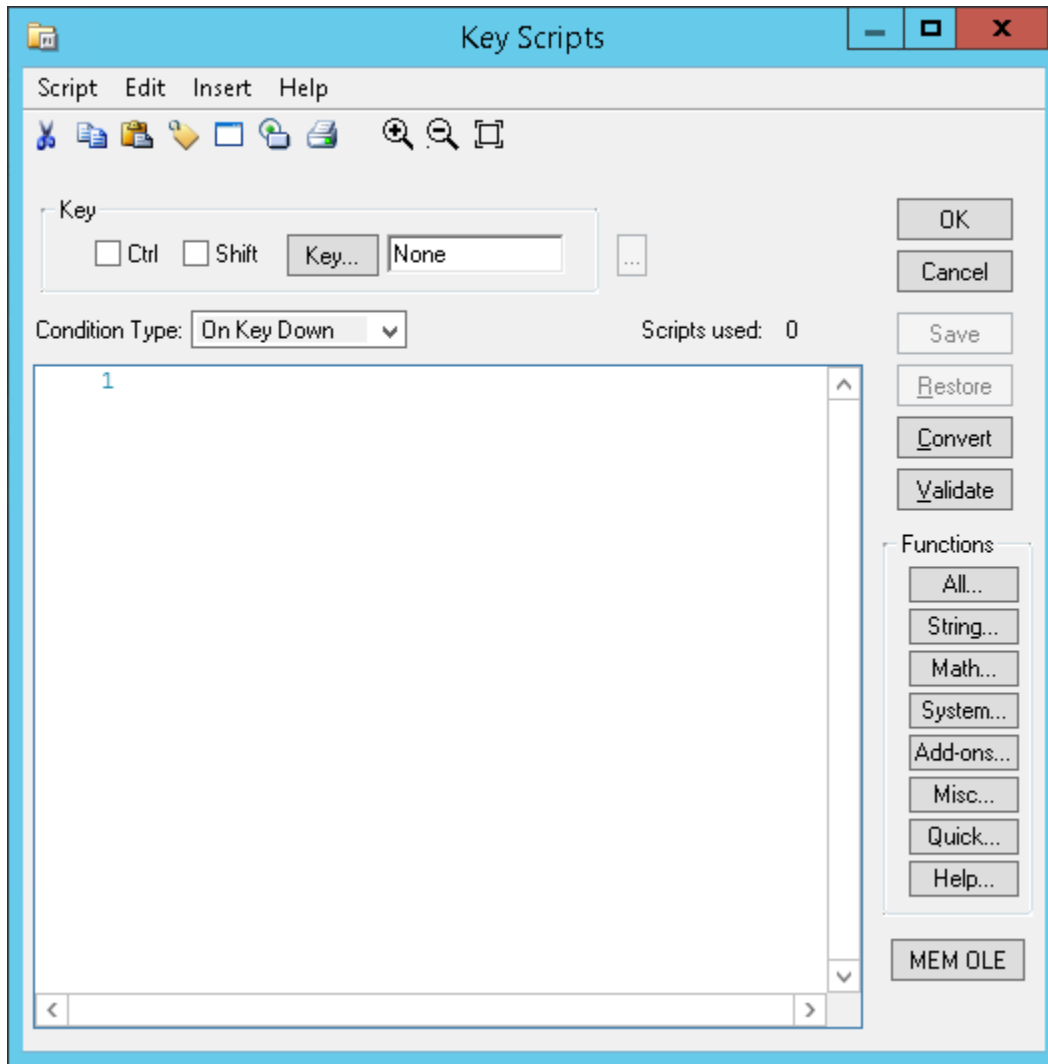 Key Scripts
Script Edit Insert Help
Key
Ctrl Shift Key... None ...
OK
Cancel
Condition Type: On Key Down Scripts used: 0
Save
1
Restore
Convert
Validate
Functions
All...
String...
Math...
System...
Add-ons...
Misc...
Quick...
Help...
MEM OLE